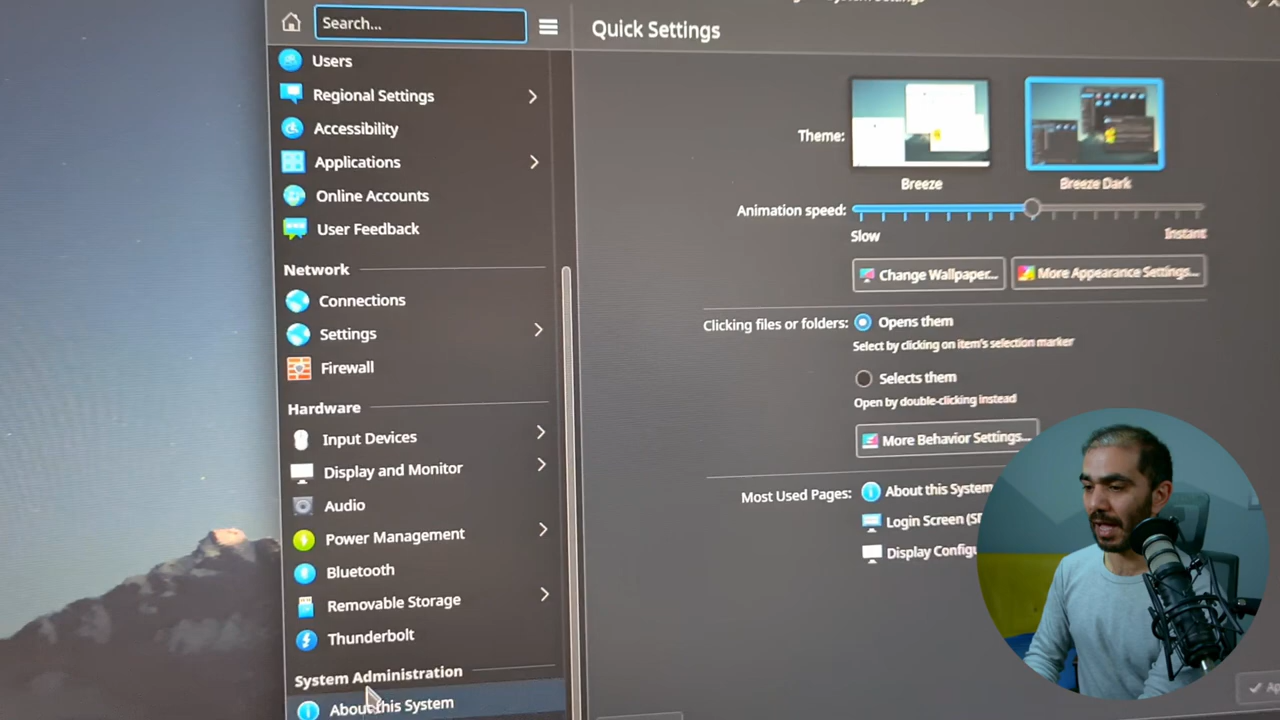 Search...
Quick Settings
Users
Regional Settings
Accessibility
Applications
Online Accounts
User Feedback
Network
Connections
Settings
Firewall
Hardware
Input Devices
Display and Monitor
Audio
Power Management
Bluetooth
Removable Storage
Thunderbolt
System Administration
About this System
Theme:
Breeze
Breeze Dark
Animation speed:
Slow
Instant
Change Wallpaper...
More Appearance Settings...
Clicking files or folders:
Opens them
Select by clicking on item's selection marker
Selects them
Open by double-clicking instead
More Behavior Settings...
Most Used Pages:
About this System
Login Screen
Display